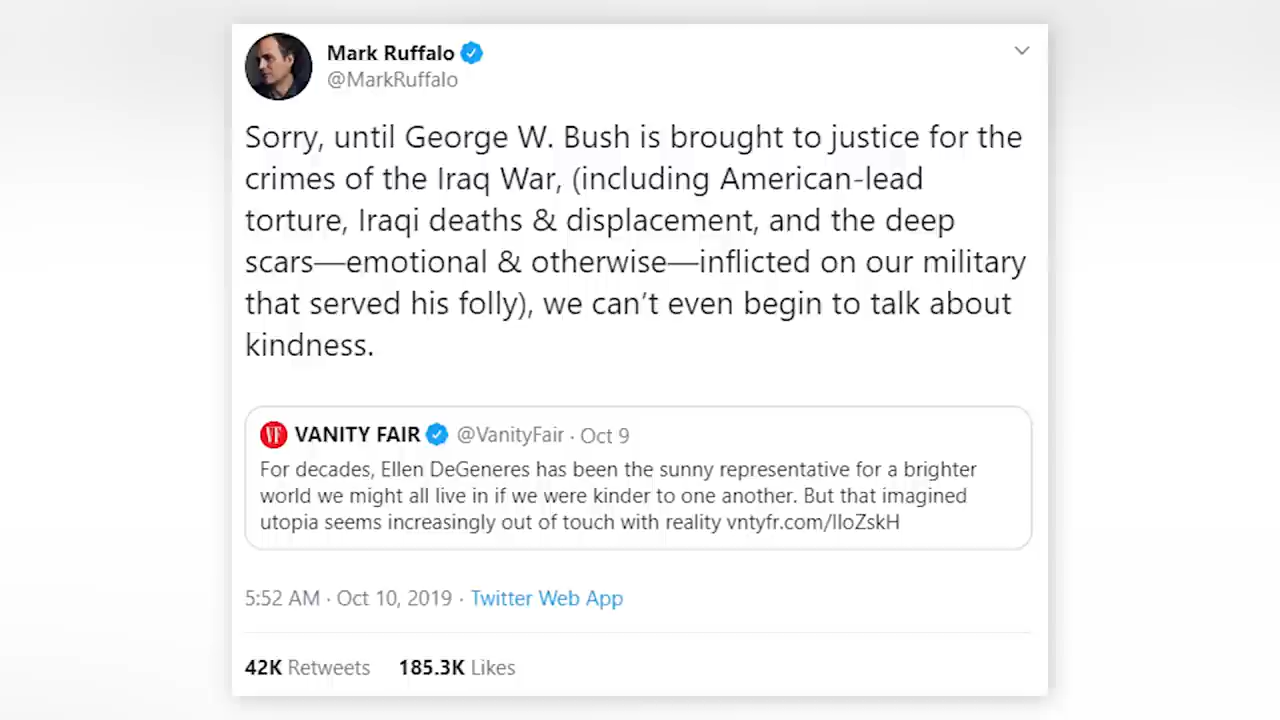 Mark Ruffalo
@MarkRuffalo
Sorry, until George W. Bush is brought to justice for the
crimes of the Iraq War, (including American-lead
torture, Iraqi deaths & displacement, and the deep
scars—emotional & otherwise—inflicted on our military
that served his folly), we can’t even begin to talk about
kindness.
VF VANITY FAIR @VanityFair · Oct 9
For decades, Ellen DeGeneres has been the sunny representative for a brighter
world we might all live in if we were kinder to one another. But that imagined
utopia seems increasingly out of touch with reality vntyfr.com/lIoZskH
5:52 AM · Oct 10, 2019 · Twitter Web App
42K Retweets 185.3K Likes